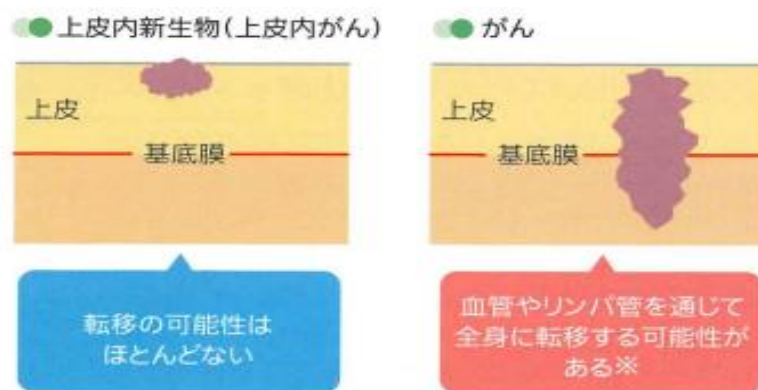 上皮内新生物(上皮内がん)
上皮
基底膜
転移の可能性は
ほとんどない
がん
上皮
基底膜
血管やリンパ管を通じて
全身に転移する可能性が
ある※